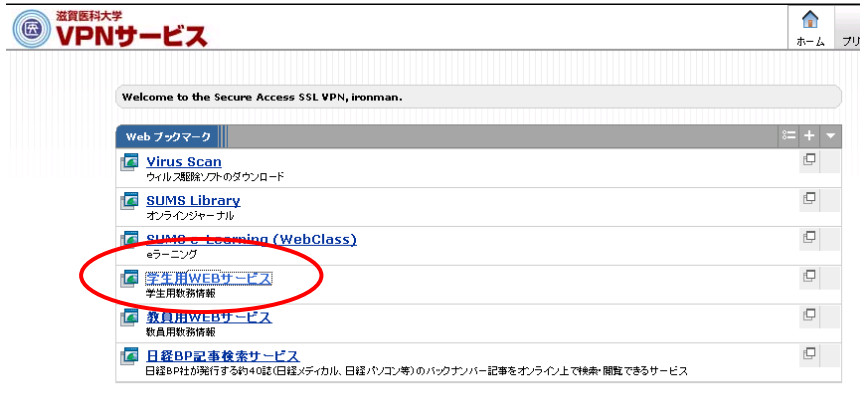 滋賀医科大学
VPNサービス
ホーム
プリ
Welcome to the Secure Access SSL VPN, ironman.
Web ブックマーク
Virus Scan
ウィルス駆除ソフトのダウンロード
SUMS Library
オンラインジャーナル
SUMS e-Learning (WebClass)
eラーニング
学生用WEBサービス
学生用教務情報
教員用WEBサービス
教員用教務情報
日経BP記事検索サービス
日経BP社が発行する約40誌(日経メディカル、日経パソコン等)のバックナンバー記事をオンライン上で検索・閲覧できるサービス